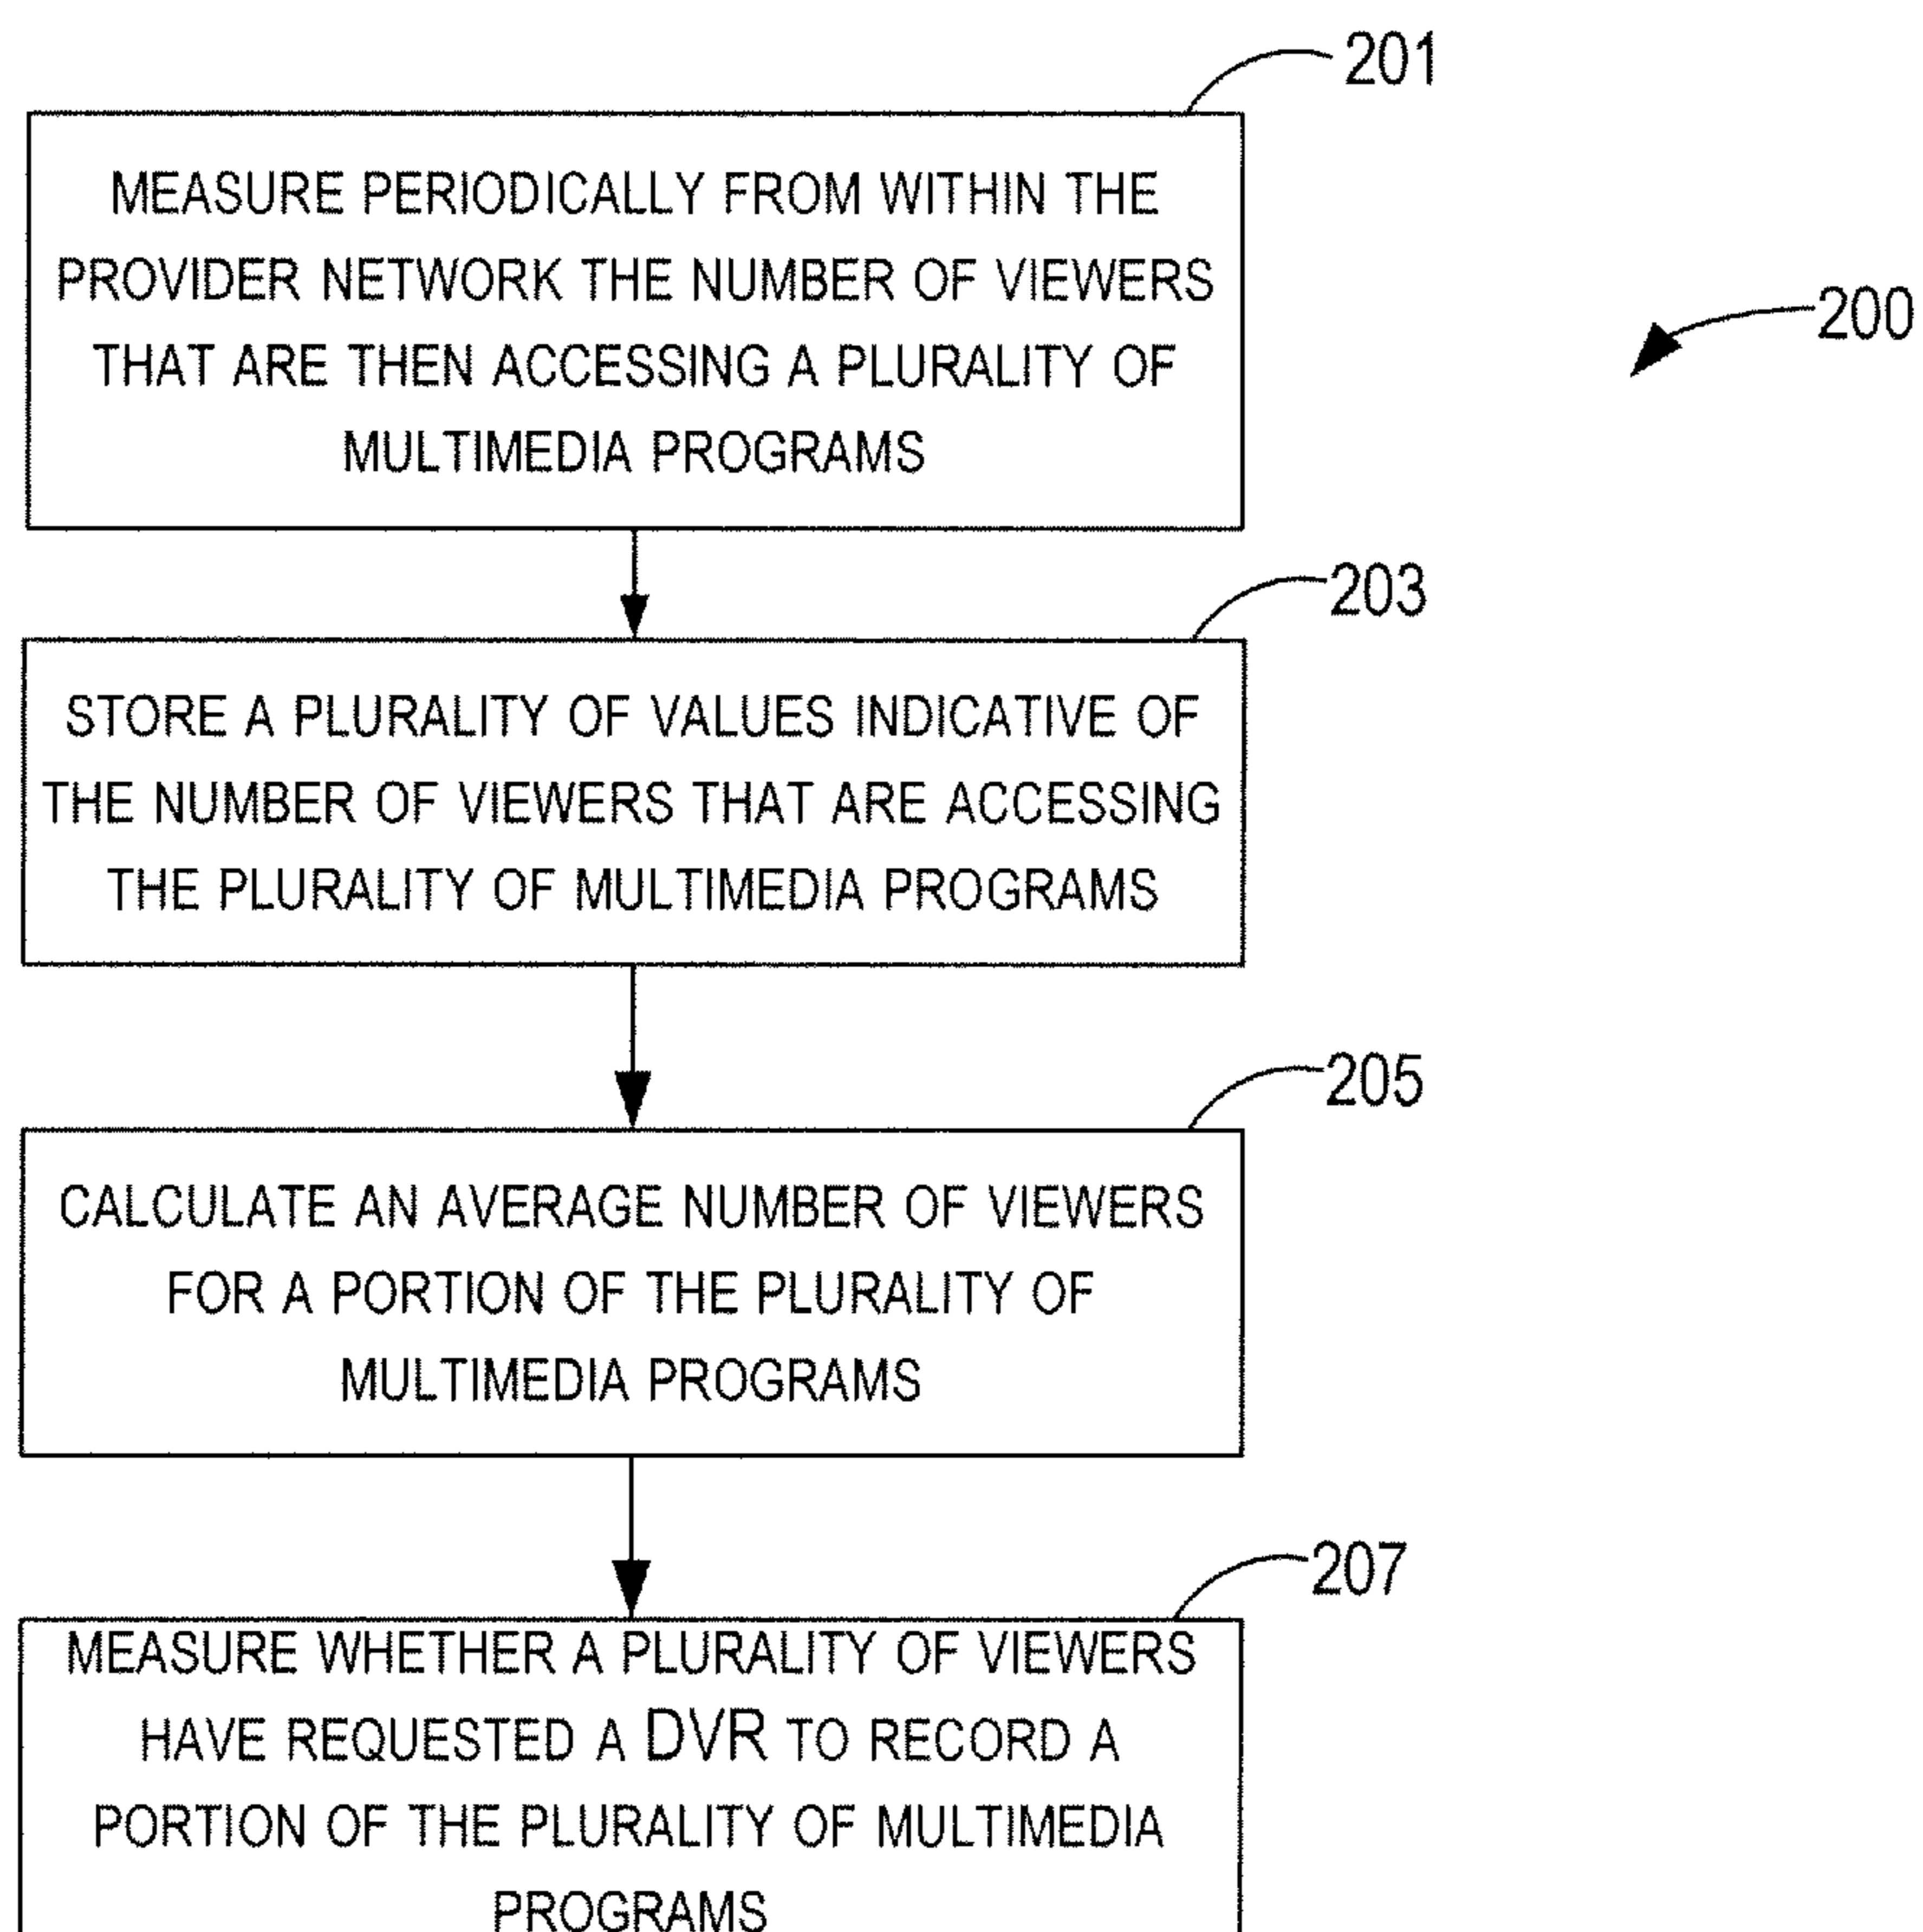 201
MEASURE PERIODICALLY FROM WITHIN THE
PROVIDER NETWORK THE NUMBER OF VIEWERS
THAT ARE THEN ACCESSING A PLURALITY OF
MULTIMEDIA PROGRAMS
200
203
STORE A PLURALITY OF VALUES INDICATIVE OF
THE NUMBER OF VIEWERS THAT ARE ACCESSING
THE PLURALITY OF MULTIMEDIA PROGRAMS
205
CALCULATE AN AVERAGE NUMBER OF VIEWERS
FOR A PORTION OF THE PLURALITY OF
MULTIMEDIA PROGRAMS
207
MEASURE WHETHER A PLURALITY OF VIEWERS
HAVE REQUESTED A DVR TO RECORD A
PORTION OF THE PLURALITY OF MULTIMEDIA
PROGRAMS